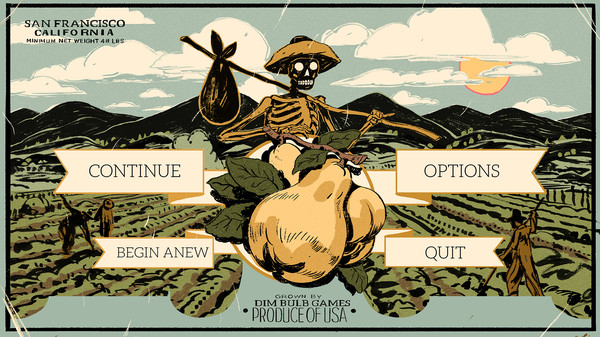 SAN FRANCISCO
CALIFORNIA
MINIMUM NET WEIGHT 48 LBS
CONTINUE
OPTIONS
BEGIN ANEW
QUIT
GROWN BY
DIM BULB GAMES
• PRODUCE OF USA •